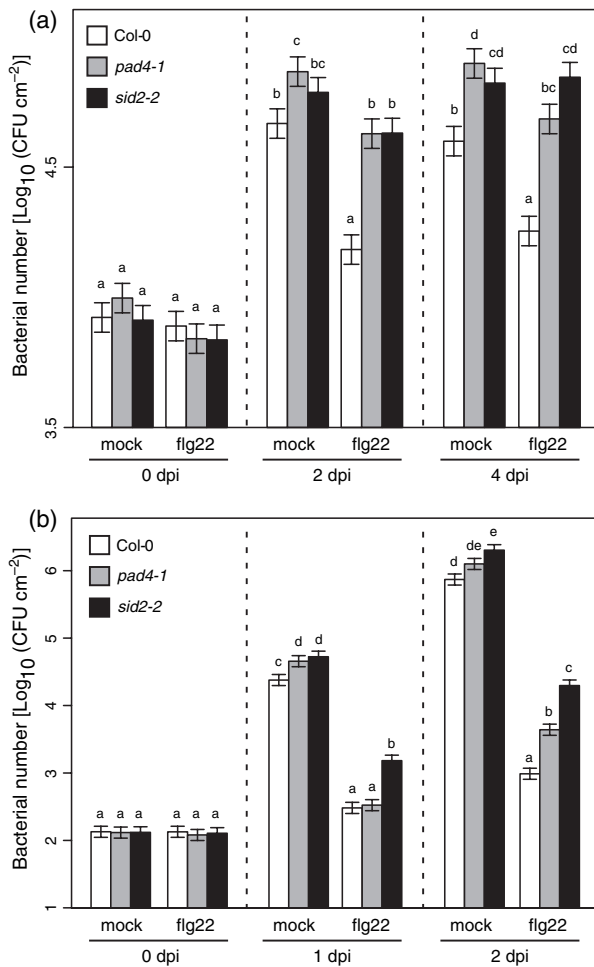 (a)
Bacterial number [Log10 (CFU cm−2)]
4.5
3.5
Col-0
pad4-1
sid2-2
a a a a a a
b c bc a b b
b d cd a bc cd
mock flg22 mock flg22 mock flg22
0 dpi 2 dpi 4 dpi
(b)
Bacterial number [Log10 (CFU cm−2)]
6
5
4
3
2
1
Col-0
pad4-1
sid2-2
a a a a a a
c d d a a b
d de e a b c
mock flg22 mock flg22 mock flg22
0 dpi 1 dpi 2 dpi